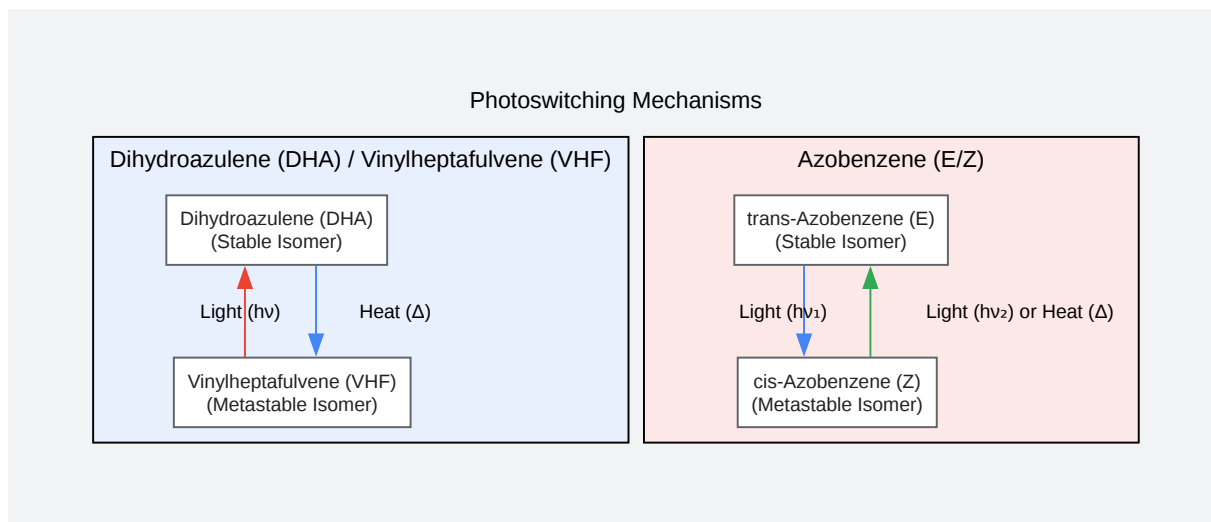 Photoswitching Mechanisms
Dihydroazulene (DHA) / Vinylheptafulvene (VHF)
Dihydroazulene (DHA)
(Stable Isomer)
Light (hν)
Heat (Δ)
Vinylheptafulvene (VHF)
(Metastable Isomer)
Azobenzene (E/Z)
trans-Azobenzene (E)
(Stable Isomer)
Light (hν₁)
Light (hν₂) or Heat (Δ)
cis-Azobenzene (Z)
(Metastable Isomer)